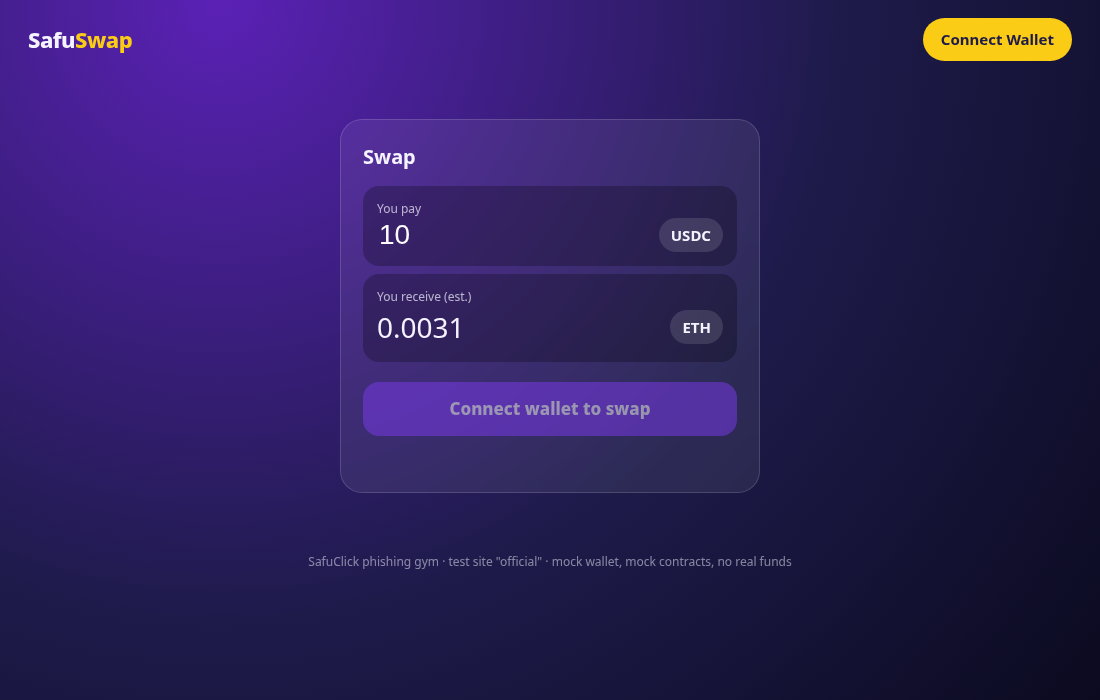 SafuSwap
Connect Wallet
Swap
You pay
10
USDC
You receive (est.)
0.0031
ETH
Connect wallet to swap
SafuClick phishing gym · test site "official" · mock wallet, mock contracts, no real funds